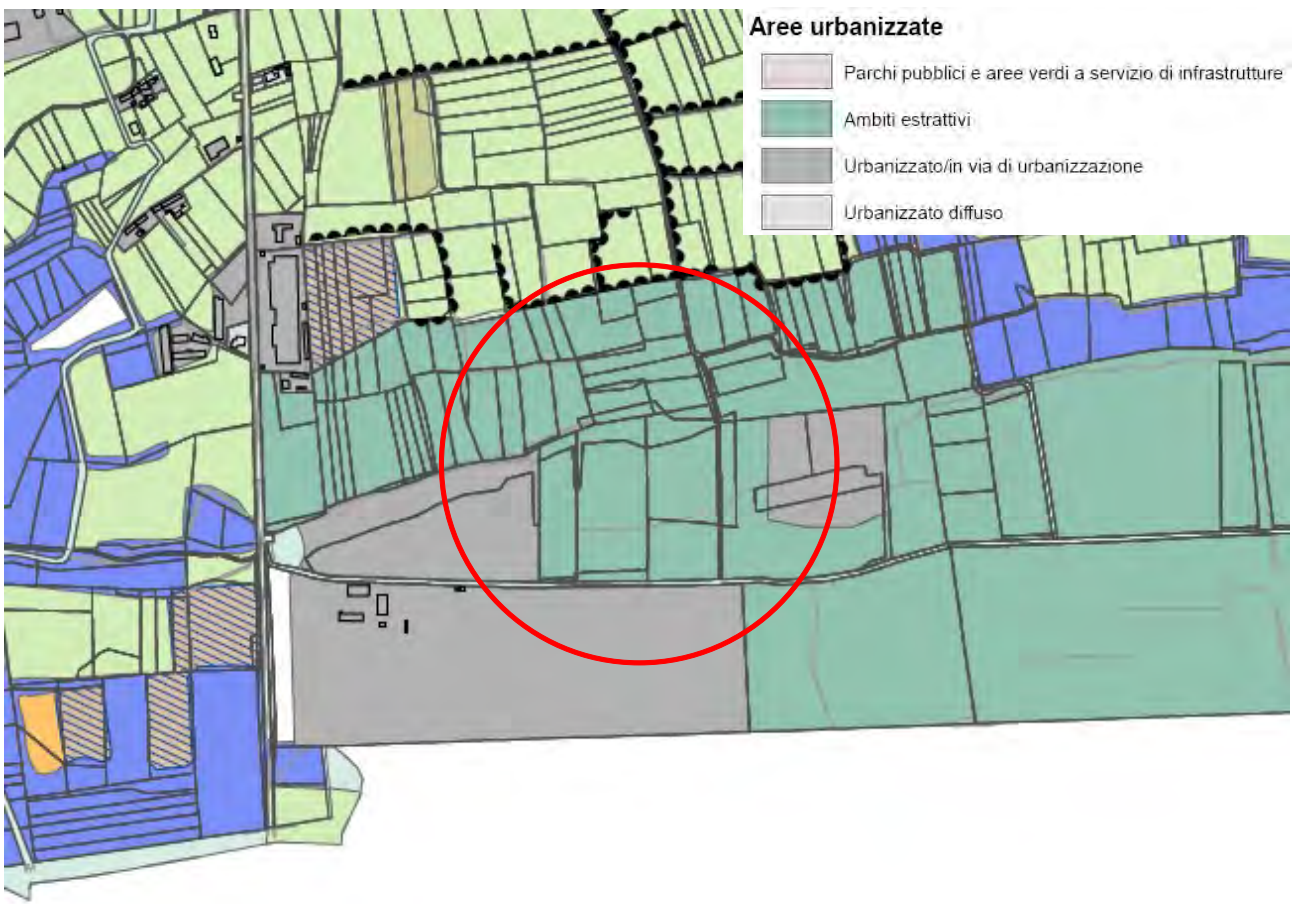 Aree urbanizzate
Parchi pubblici e aree verdi a servizio di infrastrutture
Ambiti estrattivi
Urbanizzato/in via di urbanizzazione
Urbanizzato diffuso